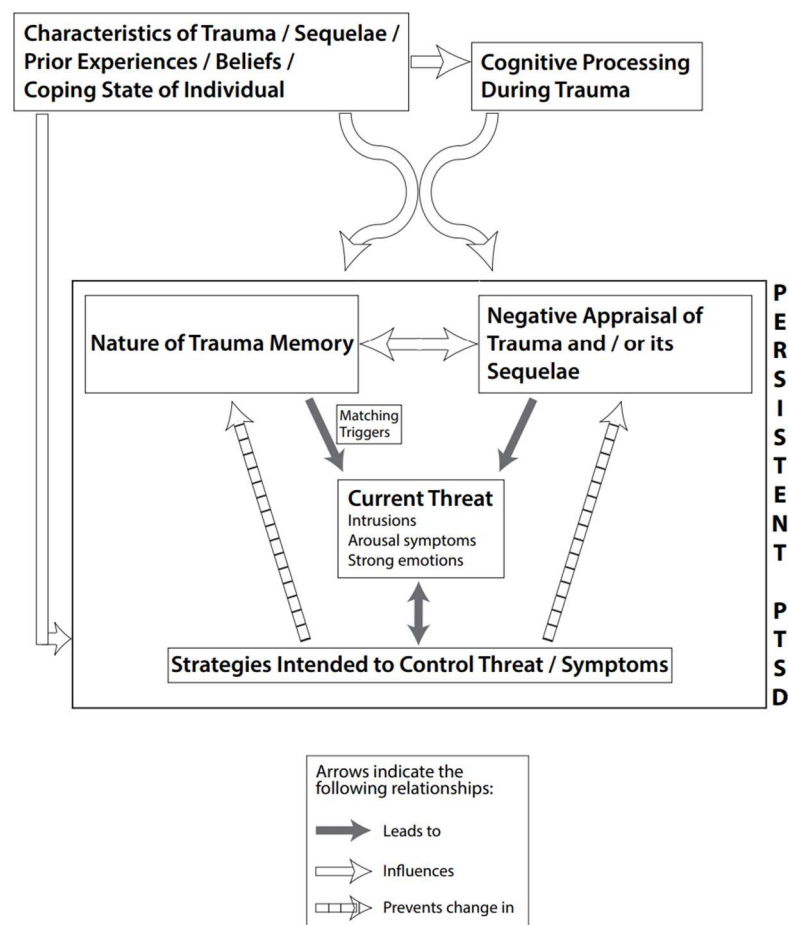 Characteristics of Trauma / Sequelae /
Prior Experiences / Beliefs /
Coping State of Individual
Cognitive Processing
During Trauma
Nature of Trauma Memory
Negative Appraisal of
Trauma and / or its
Sequelae
Matching
Triggers
Current Threat
Intrusions
Arousal symptoms
Strong emotions
Strategies Intended to Control Threat / Symptoms
PERSISTENT PTSD
Arrows indicate the
following relationships:
Leads to
Influences
Prevents change in